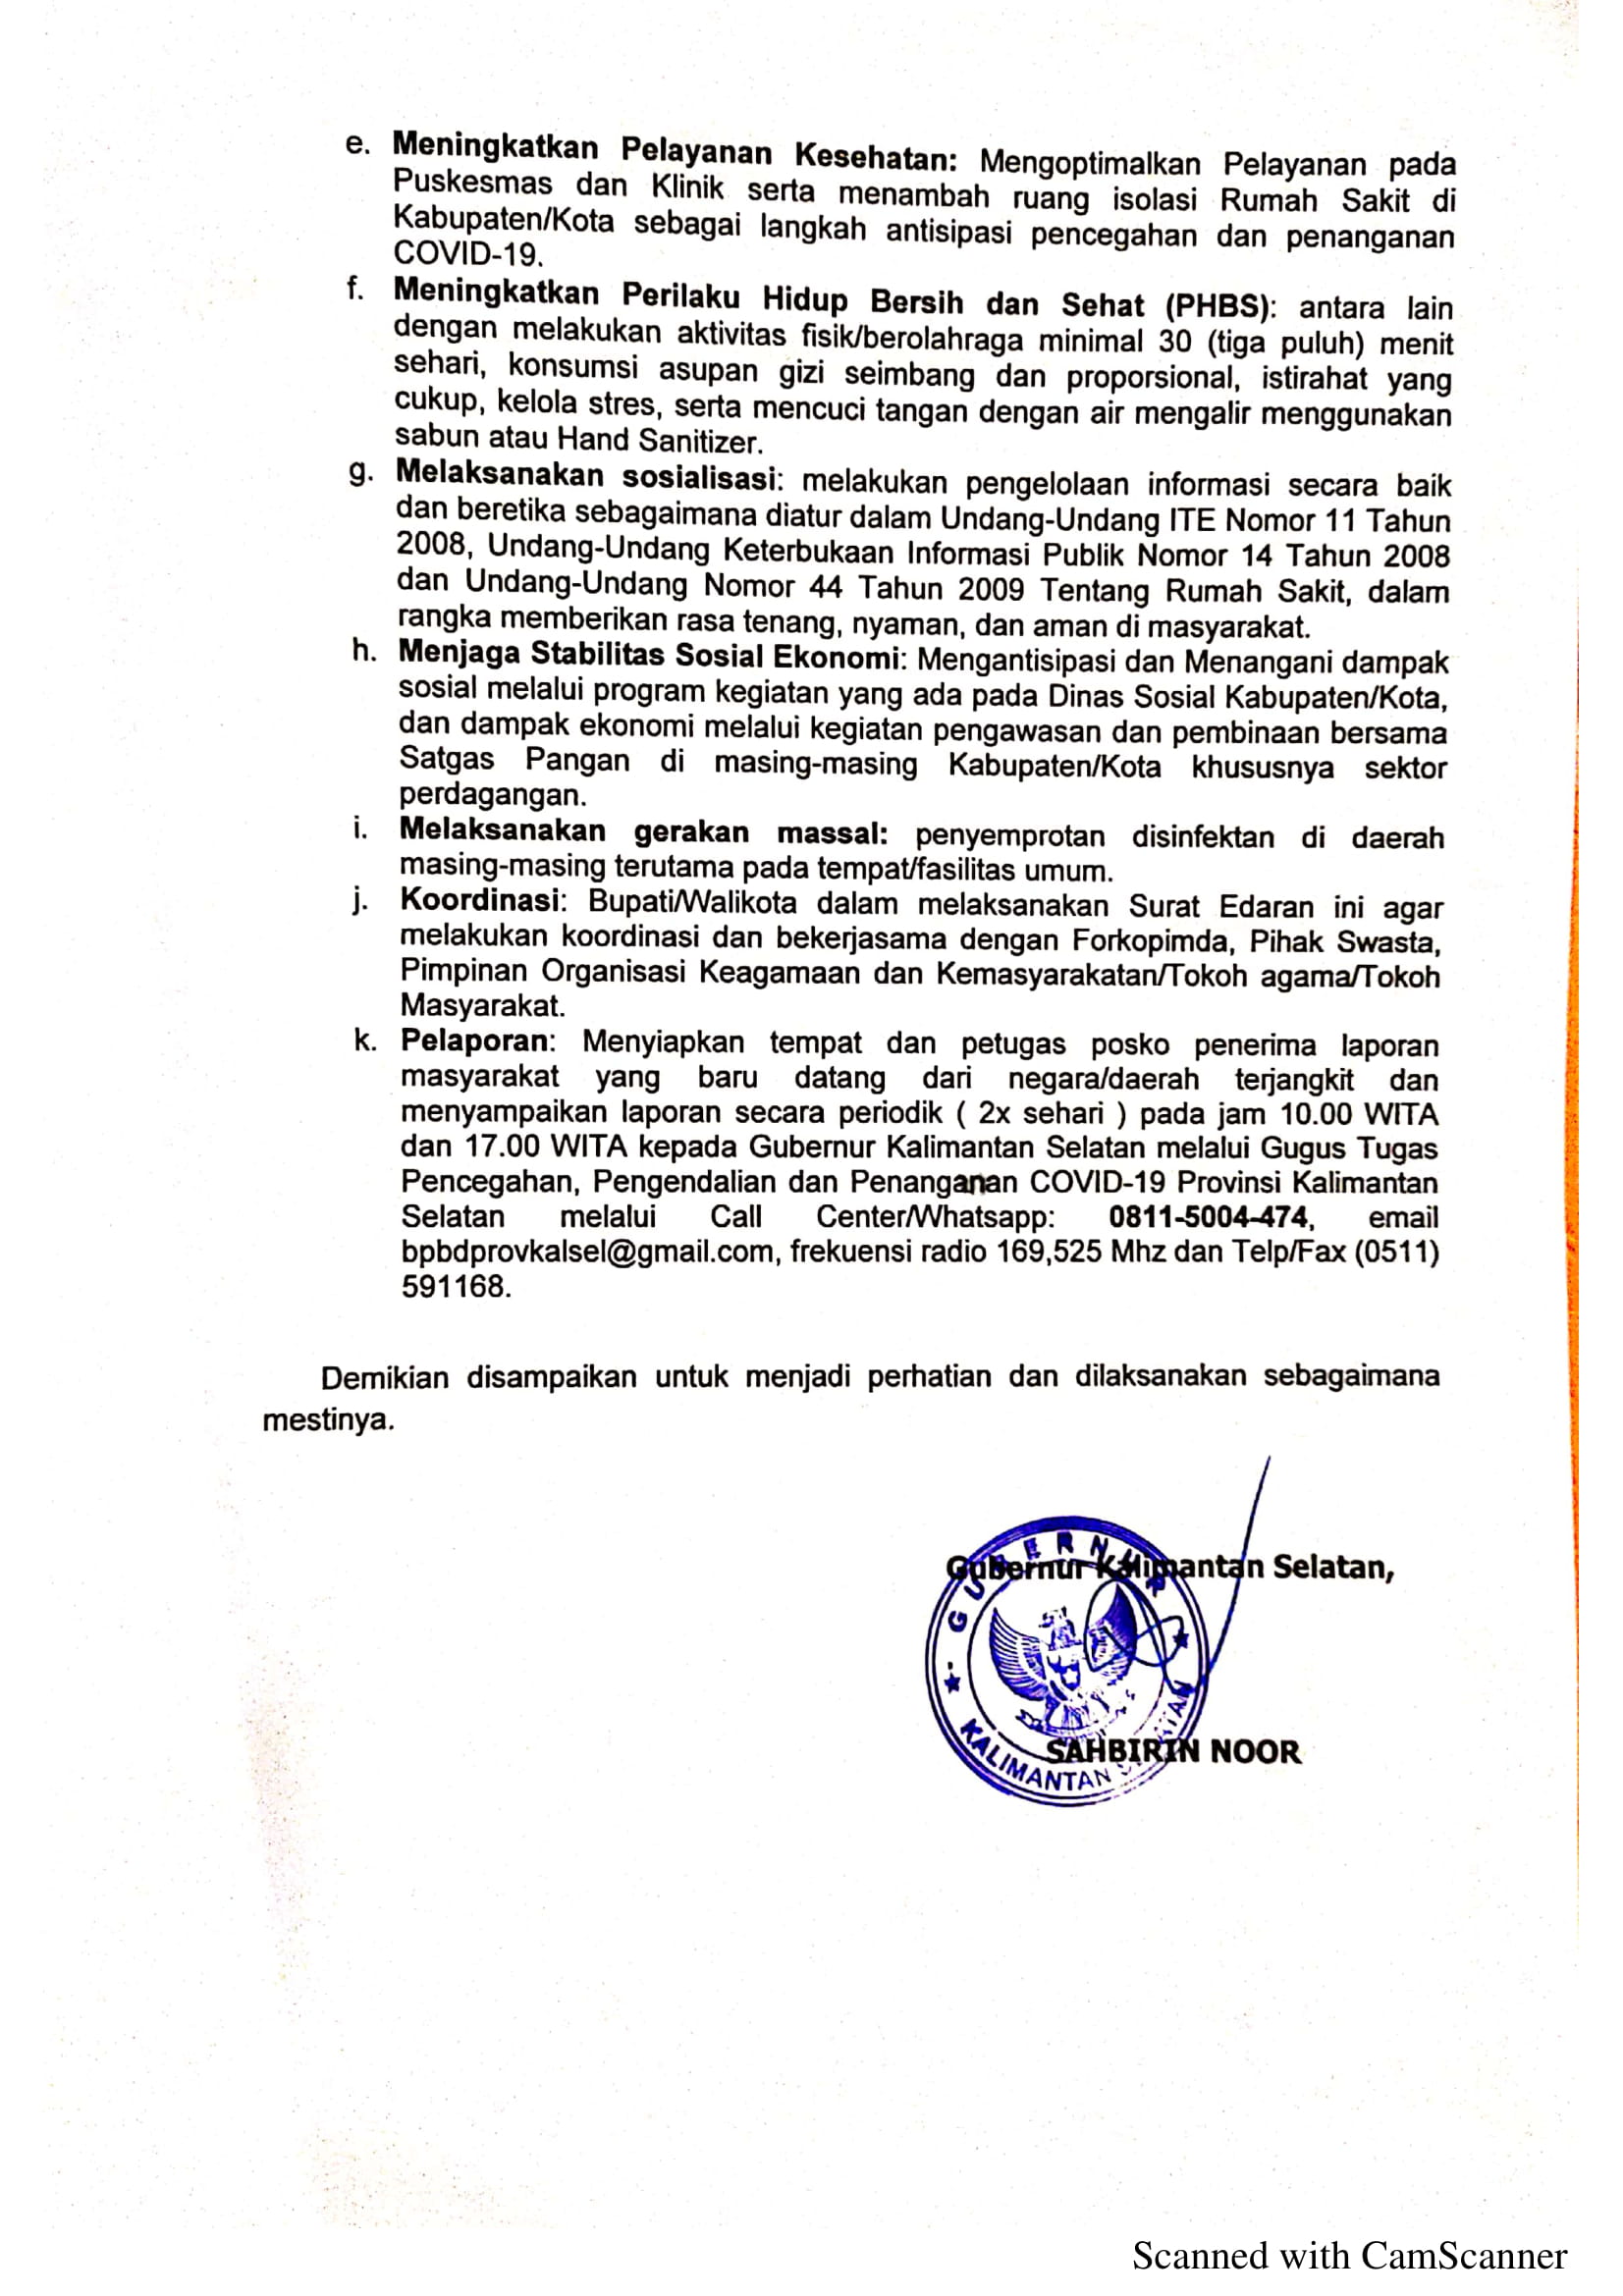 e. Meningkatkan Pelayanan Kesehatan: Mengoptimalkan Pelayanan pada
Puskesmas dan Klinik serta menambah ruang isolasi Rumah Sakit di
Kabupaten/Kota sebagai langkah antisipasi pencegahan dan penanganan
COVID-19.
f. Meningkatkan Perilaku Hidup Bersih dan Sehat (PHBS): antara lain
dengan melakukan aktivitas fisik/berolahraga minimal 30 (tiga puluh) menit
sehari, konsumsi asupan gizi seimbang dan proporsional, istirahat yang
cukup, kelola stres, serta mencuci tangan dengan air mengalir menggunakan
sabun atau Hand Sanitizer.
g. Melaksanakan sosialisasi: melakukan pengelolaan informasi secara baik
dan beretika sebagaimana diatur dalam Undang-Undang ITE Nomor 11 Tahun
2008, Undang-Undang Keterbukaan Informasi Publik Nomor 14 Tahun 2008
dan Undang-Undang Nomor 44 Tahun 2009 Tentang Rumah Sakit, dalam
rangka memberikan rasa tenang, nyaman, dan aman di masyarakat.
h. Menjaga Stabilitas Sosial Ekonomi: Mengantisipasi dan Menangani dampak
sosial melalui program kegiatan yang ada pada Dinas Sosial Kabupaten/Kota,
dan dampak ekonomi melalui kegiatan pengawasan dan pembinaan bersama
Satgas Pangan di masing-masing Kabupaten/Kota khususnya sektor
perdagangan.
i. Melaksanakan gerakan massal: penyemprotan disinfektan di daerah
masing-masing terutama pada tempat/fasilitas umum.
j. Koordinasi: Bupati/Walikota dalam melaksanakan Surat Edaran ini agar
melakukan koordinasi dan bekerjasama dengan Forkopimda, Pihak Swasta,
Pimpinan Organisasi Keagamaan dan Kemasyarakatan/Tokoh agama/Tokoh
Masyarakat.
k. Pelaporan: Menyiapkan tempat dan petugas posko penerima laporan
masyarakat yang baru datang dari negara/daerah terjangkit dan
menyampaikan laporan secara periodik ( 2x sehari ) pada jam 10.00 WITA
dan 17.00 WITA kepada Gubernur Kalimantan Selatan melalui Gugus Tugas
Pencegahan, Pengendalian dan Penanganan COVID-19 Provinsi Kalimantan
Selatan melalui Call Center/Whatsapp: 0811-5004-474, email
bpbdprovkalsel@gmail.com, frekuensi radio 169,525 Mhz dan Telp/Fax (0511)
591168.
Demikian disampaikan untuk menjadi perhatian dan dilaksanakan sebagaimana
mestinya.
Gubernur Kalimantan Selatan,
GUBERNUR
KALIMANTAN SELATAN
SAHBIRIN NOOR
Scanned with CamScanner